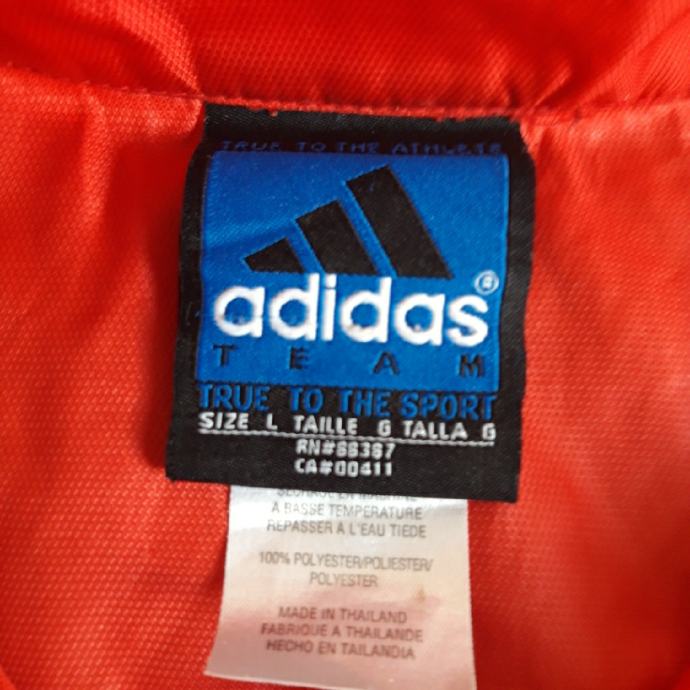 TRUE TO THE ATHLETE
adidas®
TEAM
TRUE TO THE SPORT
SIZE L TAILLE G TALLA G
RN#88387
CA#00411
A BASSE TEMPERATURE
REPASSER A L'EAU TIEDE
100% POLYESTER/POLIESTER/
POLYESTER
MADE IN THAILAND
FABRIQUE A THAILANDE
HECHO EN TAILANDIA